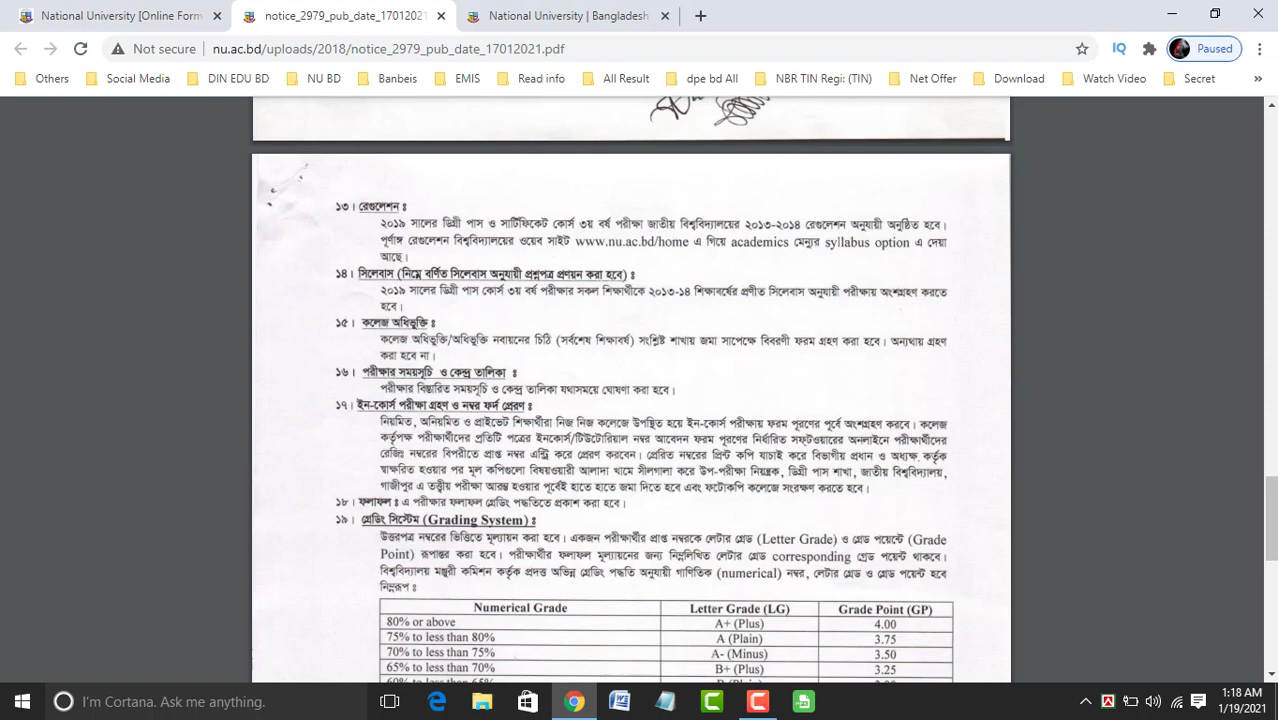 National University [Online Form
notice_2979_pub_date_17012021
National University | Bangladesh
Not secure
nu.ac.bd/uploads/2018/notice_2979_pub_date_17012021.pdf
Paused
Others
Social Media
DIN EDU BD
NU BD
Banbeis
EMIS
Read info
All Result
dpe bd All
NBR TIN Regi: (TIN)
Net Offer
Download
Watch Video
Secret
১৩। রেগুলেশন ঃ
২০১৯ সালের ডিগ্রী পাস ও সার্টিফিকেট কোর্স ৩য় বর্ষ পরীক্ষা জাতীয় বিশ্ববিদ্যালয়ের ২০১৩-২০১৪ রেগুলেশন অনুযায়ী অনুষ্ঠিত হবে।
পূর্ণাঙ্গ রেগুলেশন বিশ্ববিদ্যালয়ের ওয়েব সাইট www.nu.ac.bd/home এ গিয়ে academics মেন্যুর syllabus option এ দেয়া
আছে।
১৪। সিলেবাস (নিম্নে বর্ণিত সিলেবাস অনুযায়ী প্রশ্নপত্র প্রণয়ন করা হবে) ঃ
২০১৯ সালের ডিগ্রী পাস কোর্স ৩য় বর্ষ পরীক্ষার সকল শিক্ষার্থীকে ২০১৩-১৪ শিক্ষাবর্ষের প্রণীত সিলেবাস অনুযায়ী পরীক্ষায় অংশগ্রহণ করতে
হবে।
১৫। কলেজ অধিভুক্তি ঃ
কলেজ অধিভুক্তি/অধিভুক্তি নবায়নের চিঠি (সর্বশেষ শিক্ষাবর্ষ) সংশ্লিষ্ট শাখায় জমা সাপেক্ষে বিবরণী ফরম গ্রহণ করা হবে। অন্যথায় গ্রহণ
করা হবে না।
১৬। পরীক্ষার সময়সূচি ও কেন্দ্র তালিকা ঃ
পরীক্ষার বিস্তারিত সময়সূচি ও কেন্দ্র তালিকা যথাসময়ে ঘোষণা করা হবে।
১৭। ইন-কোর্স পরীক্ষা গ্রহণ ও নম্বর ফর্দ প্রেরণ ঃ
নিয়মিত, অনিয়মিত ও প্রাইভেট শিক্ষার্থীরা নিজ নিজ কলেজে উপস্থিত হয়ে ইন-কোর্স পরীক্ষায় ফরম পূরণের পূর্বে অংশগ্রহণ করবে। কলেজ
কর্তৃপক্ষ পরীক্ষার্থীদের প্রতিটি পত্রের ইনকোর্স/টিউটোরিয়াল নম্বর আবেদন ফরম পূরণের নির্ধারিত সফ্টওয়ারের অনলাইনে পরীক্ষার্থীদের
রেজিঃ নম্বরের বিপরীতে প্রাপ্ত নম্বর এন্ট্রি করে প্রেরণ করবেন। প্রেরিত নম্বরের প্রিন্ট কপি যাচাই করে বিভাগীয় প্রধান ও অধ্যক্ষ কর্তৃক
স্বাক্ষরিত হওয়ার পর মূল কপিগুলো বিষয়ওয়ারী আলাদা খামে সীলগালা করে উপ-পরীক্ষা নিয়ন্ত্রক, ডিগ্রী পাস শাখা, জাতীয় বিশ্ববিদ্যালয়,
গাজীপুর এ তত্ত্বীয় পরীক্ষা আরম্ভ হওয়ার পূর্বেই হাতে হাতে জমা দিতে হবে এবং ফটোকপি কলেজে সংরক্ষণ করতে হবে।
১৮। ফলাফল ঃ এ পরীক্ষার ফলাফল গ্রেডিং পদ্ধতিতে প্রকাশ করা হবে।
১৯। গ্রেডিং সিস্টেম (Grading System) ঃ
উত্তরপত্র নম্বরের ভিত্তিতে মূল্যায়ন করা হবে। একজন পরীক্ষার্থীর প্রাপ্ত নম্বরকে লেটার গ্রেড (Letter Grade) ও গ্রেড পয়েন্টে (Grade
Point) রূপান্তর করা হবে। পরীক্ষার্থীর ফলাফল মূল্যায়নের জন্য নিম্নলিখিত লেটার গ্রেড corresponding গ্রেড পয়েন্ট থাকবে।
বিশ্ববিদ্যালয় মঞ্জুরী কমিশন কর্তৃক প্রদত্ত অভিন্ন গ্রেডিং পদ্ধতি অনুযায়ী গাণিতিক (numerical) নম্বর, লেটার গ্রেড ও গ্রেড পয়েন্ট হবে
নিম্নরূপ ঃ
Numerical Grade Letter Grade (LG) Grade Point (GP)
80% or above A+ (Plus) 4.00
75% to less than 80% A (Plain) 3.75
70% to less than 75% A- (Minus) 3.50
65% to less than 70% B+ (Plus) 3.25
I'm Cortana. Ask me anything.
1:18 AM
1/19/2021